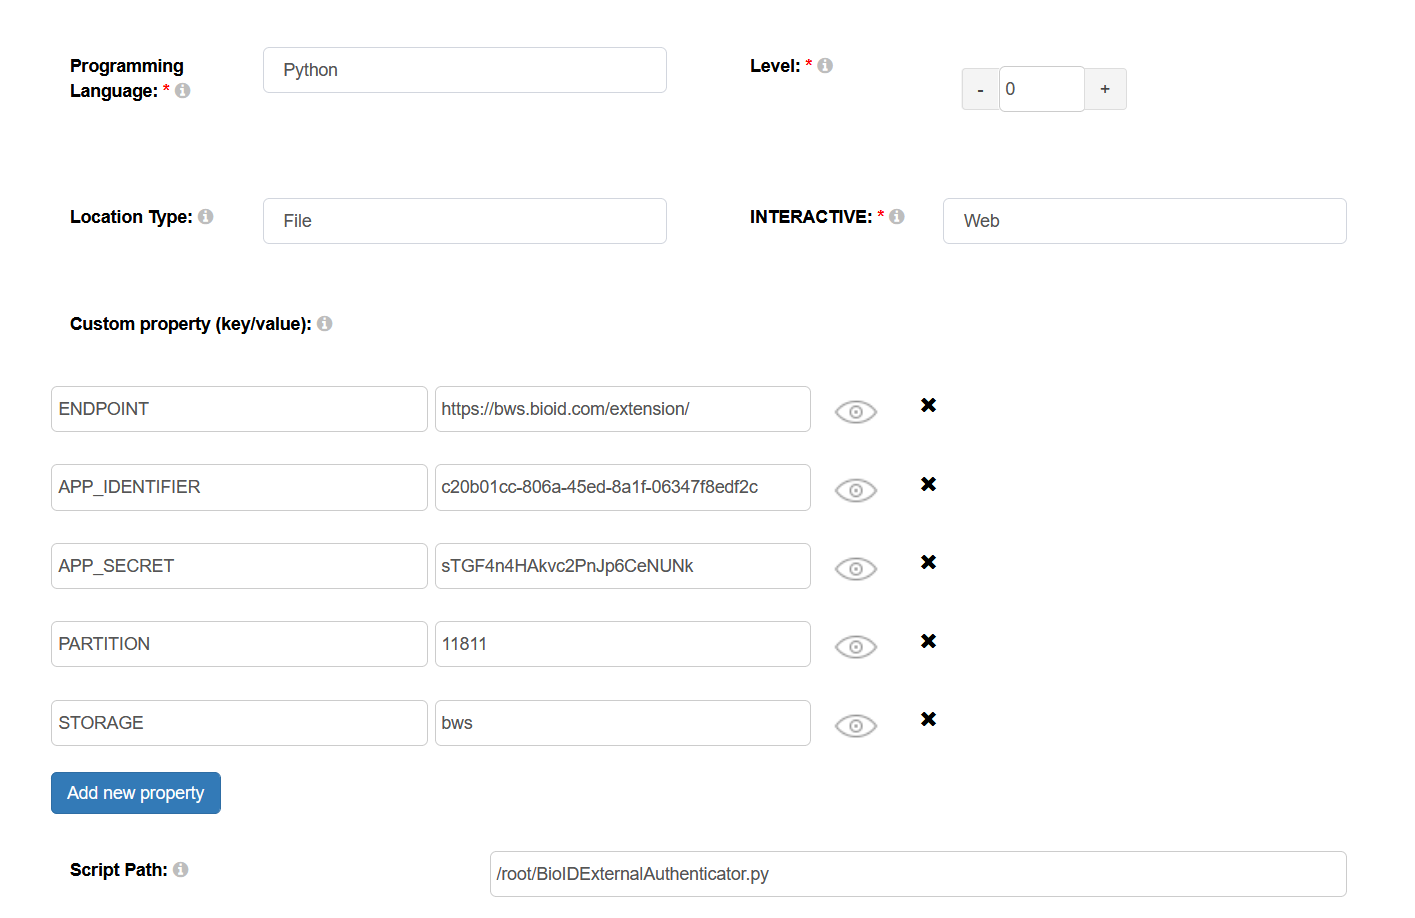 Programming Language: *
Python
Level: *
-
0
+
Location Type:
File
INTERACTIVE: *
Web
Custom property (key/value):
ENDPOINT
https://bws.bioid.com/extension/
APP_IDENTIFIER
c20b01cc-806a-45ed-8a1f-06347f8edf2c
APP_SECRET
sTGF4n4HAkvc2PnJp6CeNUNk
PARTITION
11811
STORAGE
bws
Add new property
Script Path:
/root/BioIDExternalAuthenticator.py